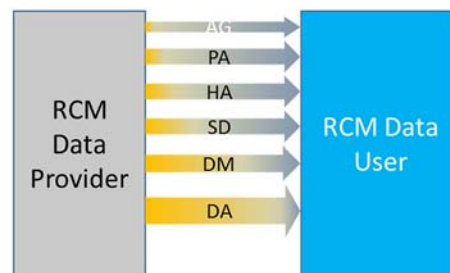 AG
PA
HA
SD
DM
DA
RCM
Data
Provider
RCM Data
User